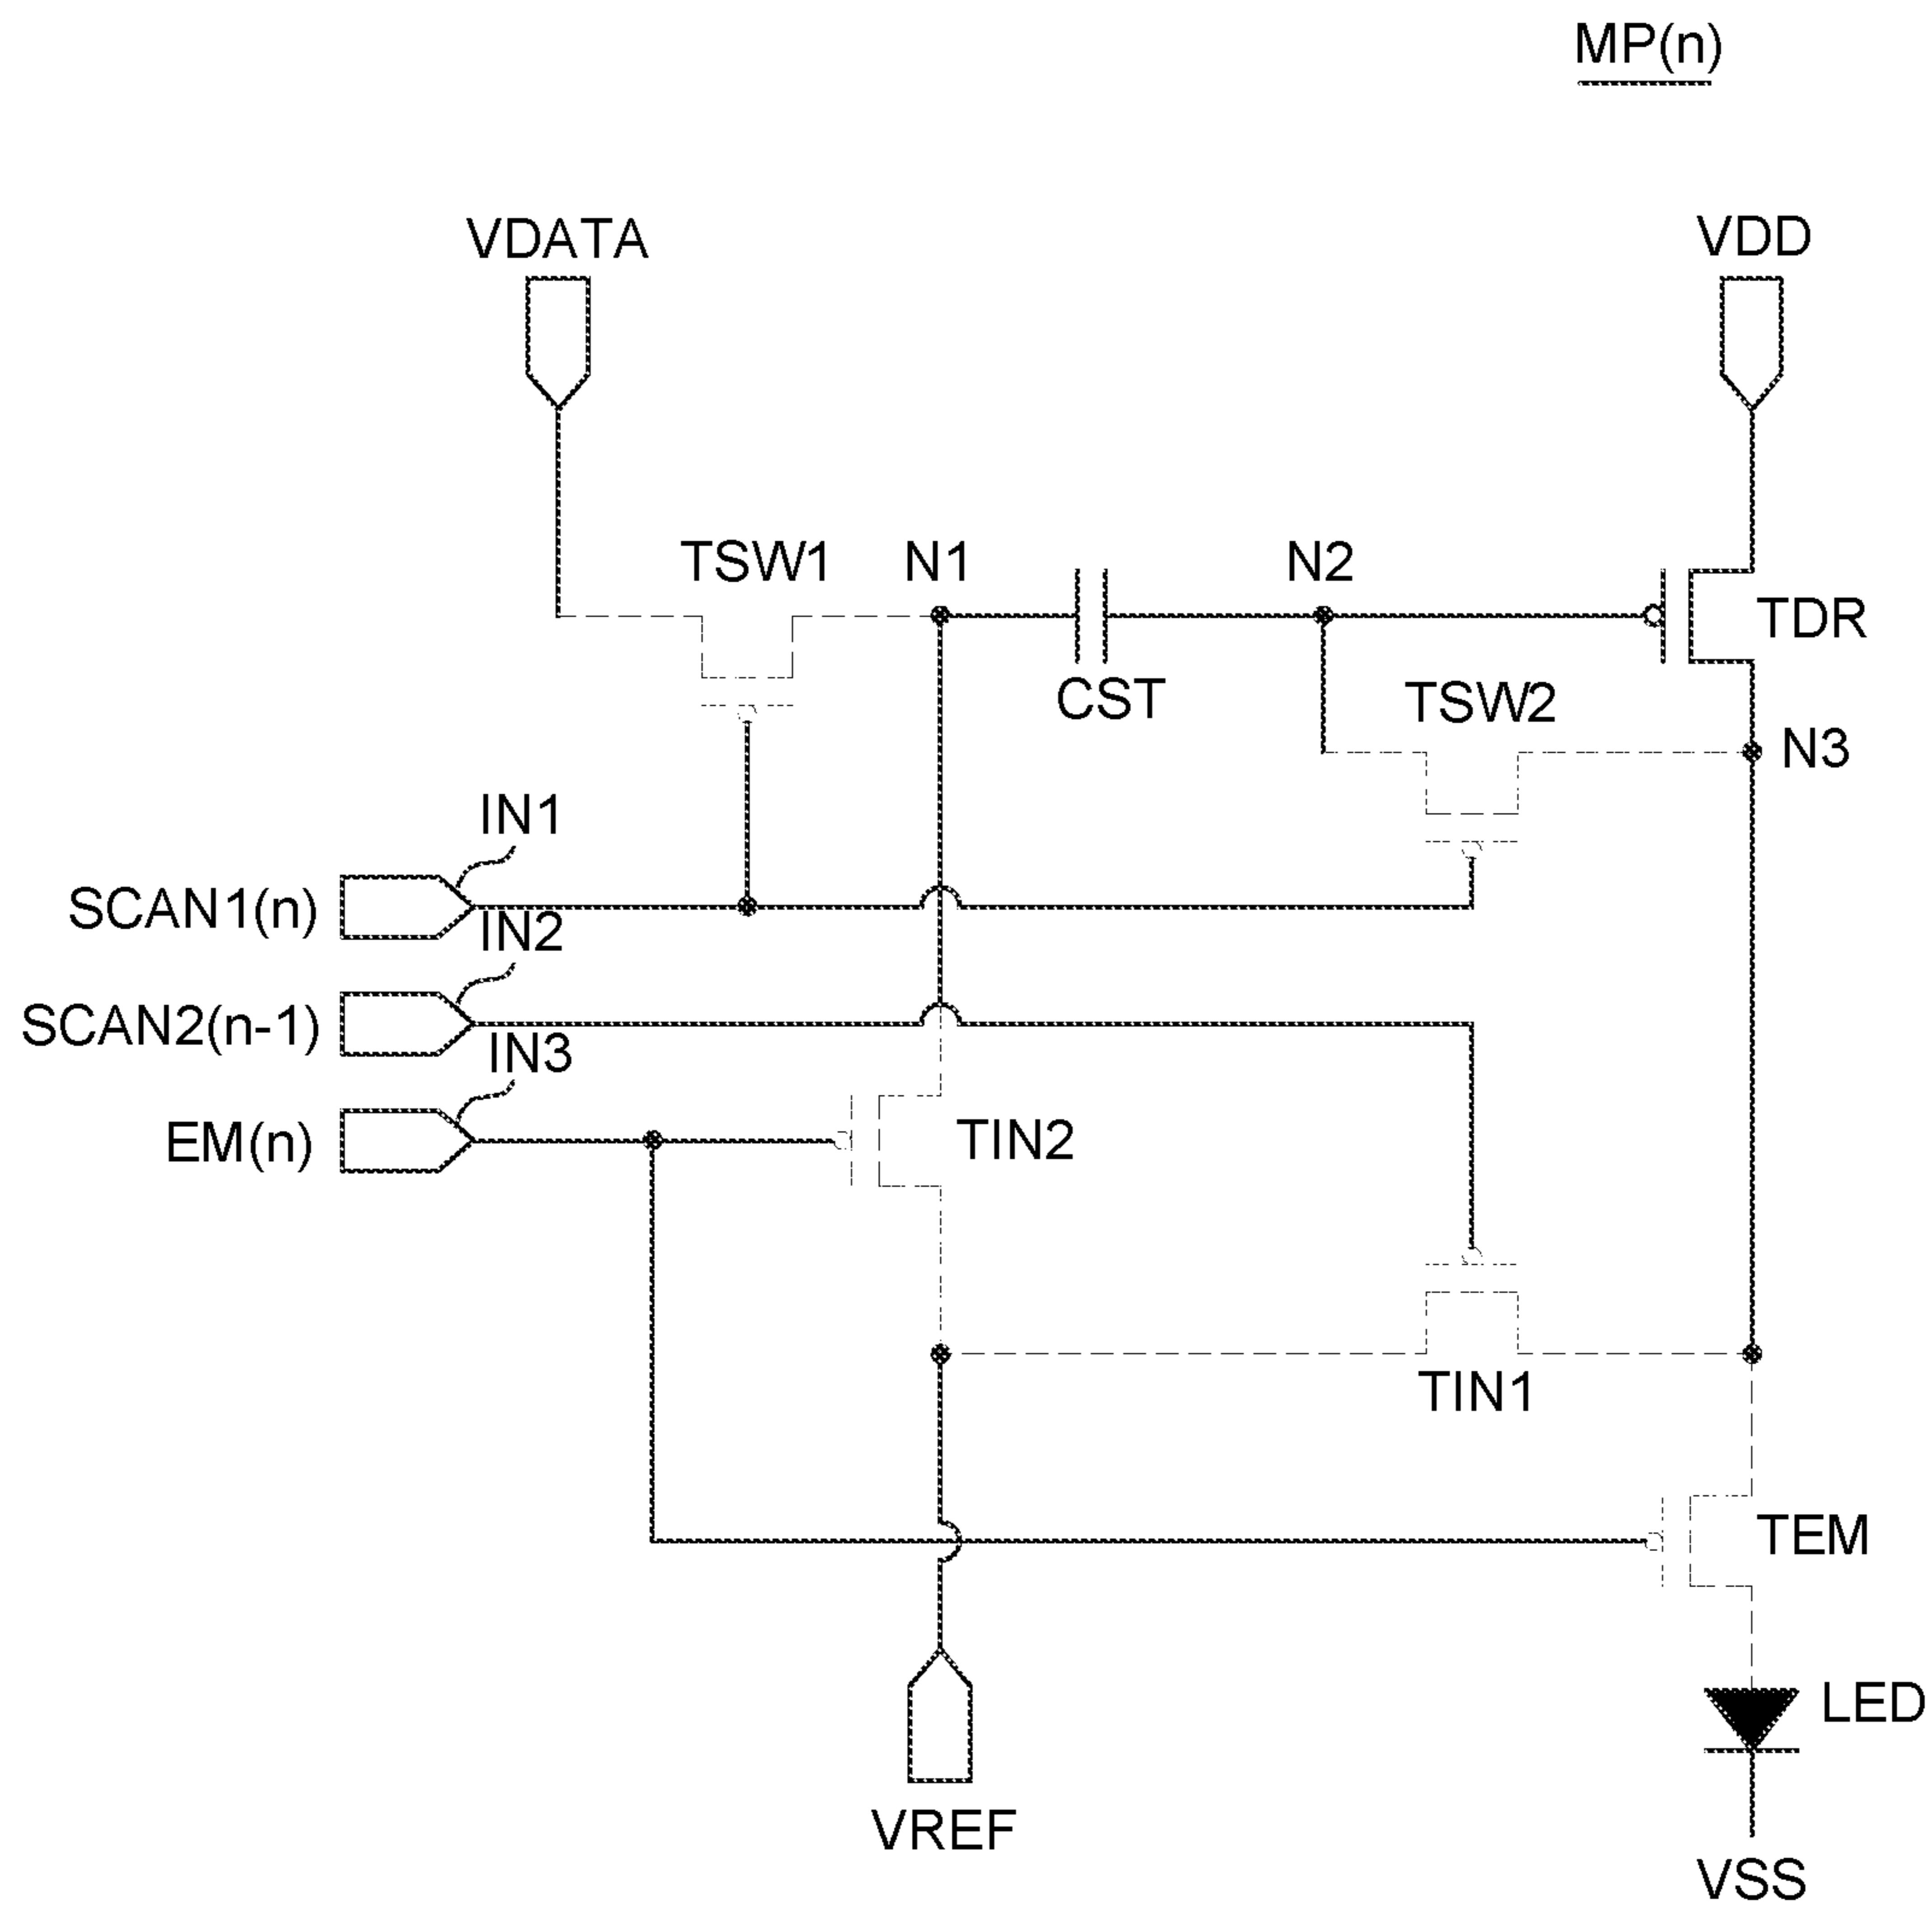 MP(n)
VDATA
VDD
TSW1
N1
N2
TDR
CST
TSW2
N3
IN1
SCAN1(n)
IN2
SCAN2(n-1)
IN3
EM(n)
TIN2
TIN1
TEM
LED
VREF
VSS